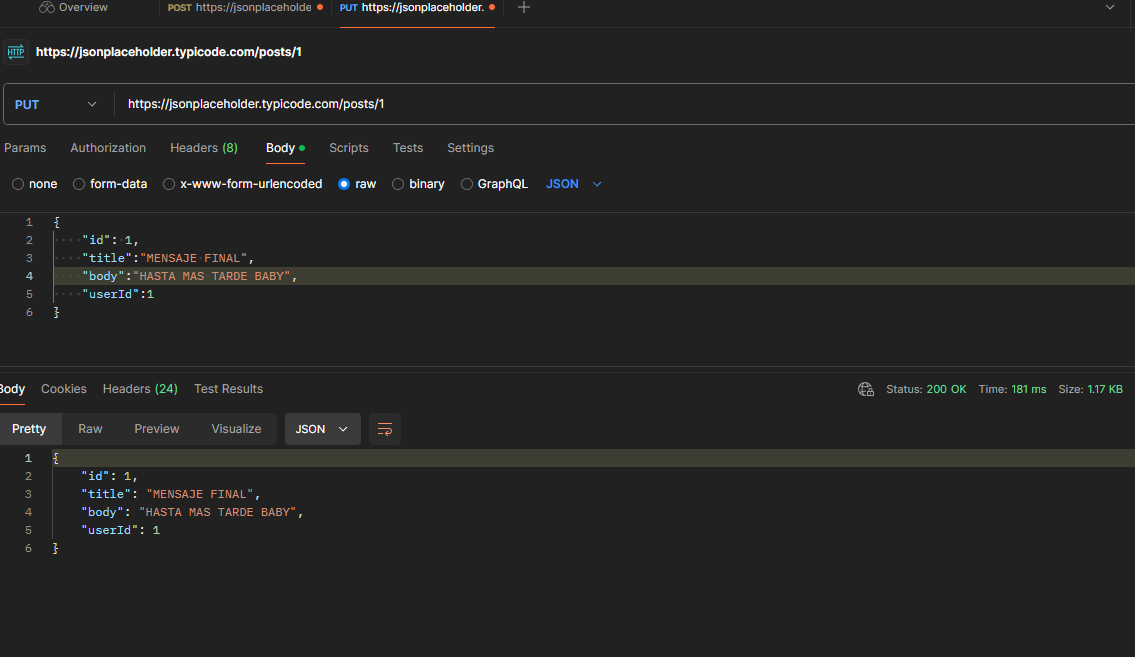 Overview POST https://jsonplaceholde PUT https://jsonplaceholder.
HTTP https://jsonplaceholder.typicode.com/posts/1
PUT https://jsonplaceholder.typicode.com/posts/1
Params Authorization Headers (8) Body Scripts Tests Settings
none form-data x-www-form-urlencoded raw binary GraphQL JSON
1 {
2 "id": 1,
3 "title":"MENSAJE FINAL",
4 "body":"HASTA MAS TARDE BABY",
5 "userId":1
6 }
Body Cookies Headers (24) Test Results Status: 200 OK Time: 181 ms Size: 1.17 KB
Pretty Raw Preview Visualize JSON
1 {
2 "id": 1,
3 "title": "MENSAJE FINAL",
4 "body": "HASTA MAS TARDE BABY",
5 "userId": 1
6 }